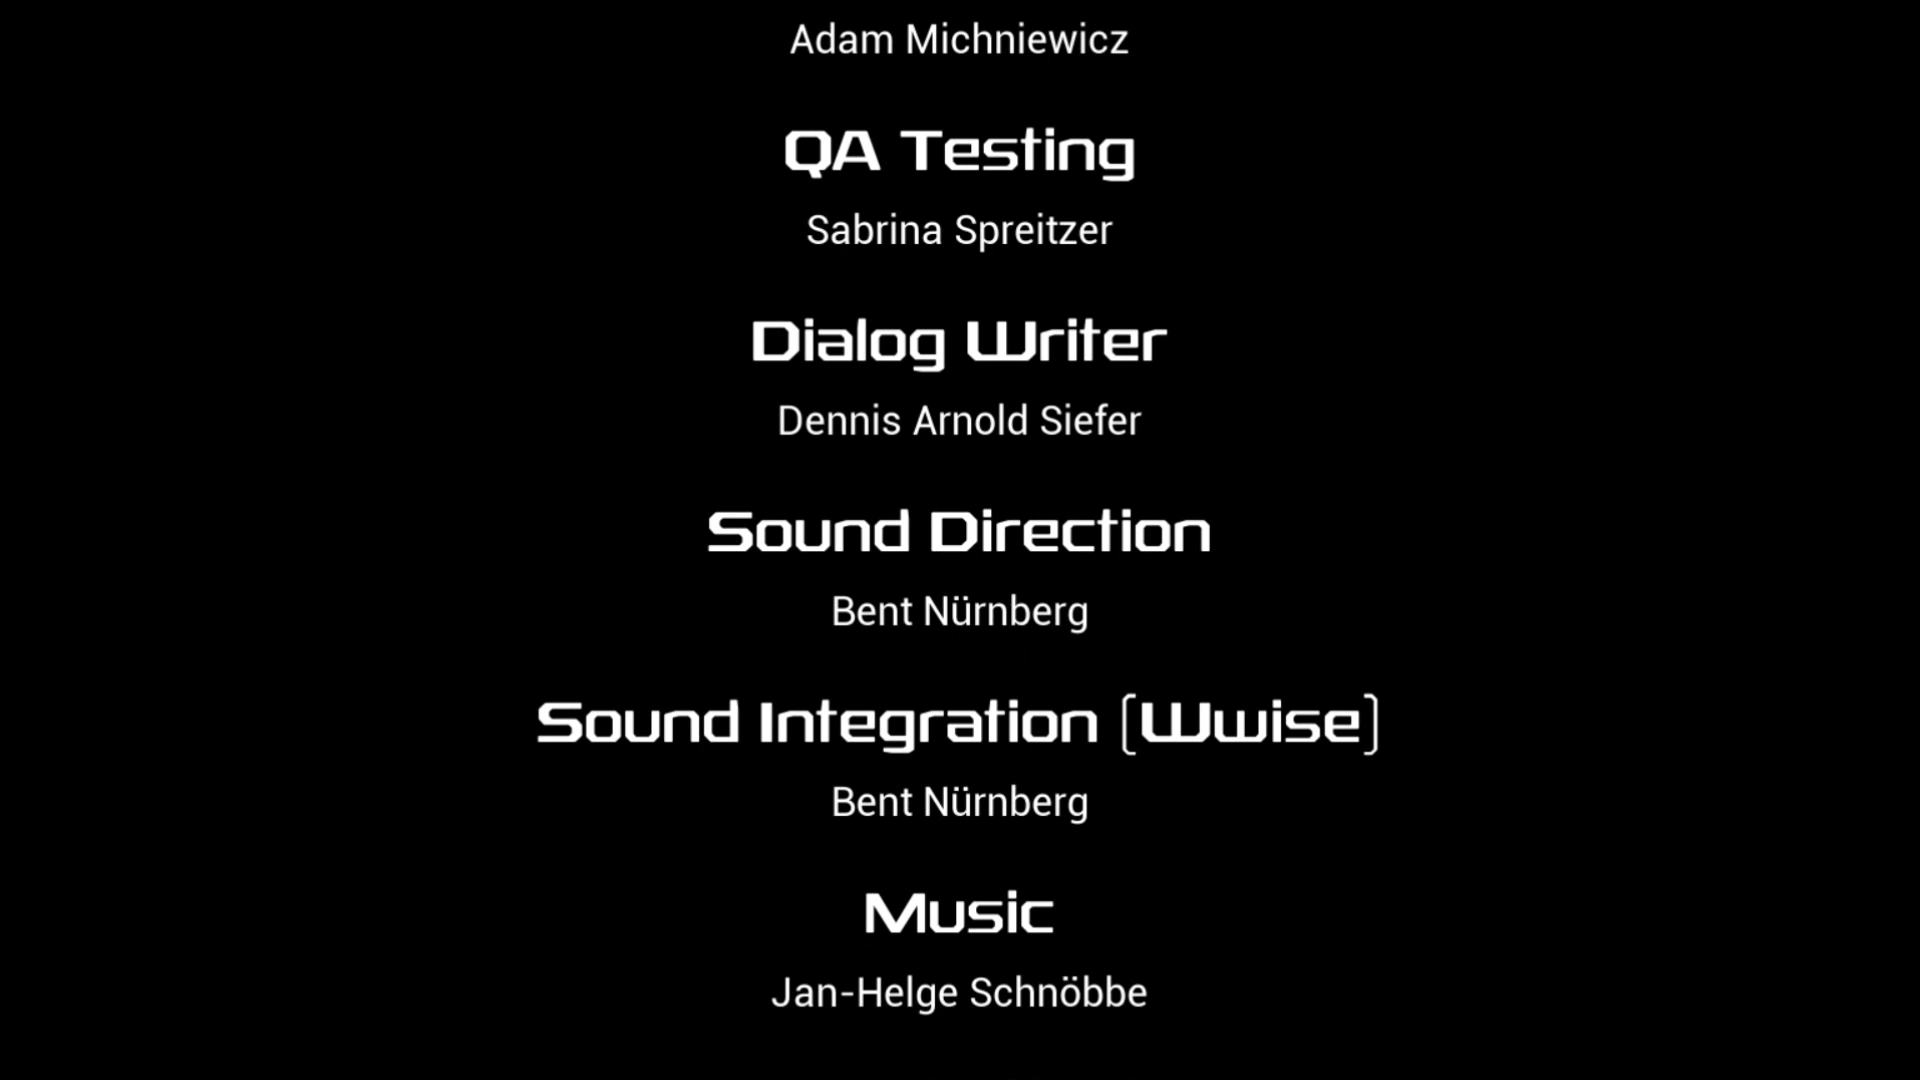 Adam Michniewicz
QA Testing
Sabrina Spreitzer
Dialog Writer
Dennis Arnold Siefer
Sound Direction
Bent Nürnberg
Sound Integration (Wwise)
Bent Nürnberg
Music
Jan-Helge Schnöbbe